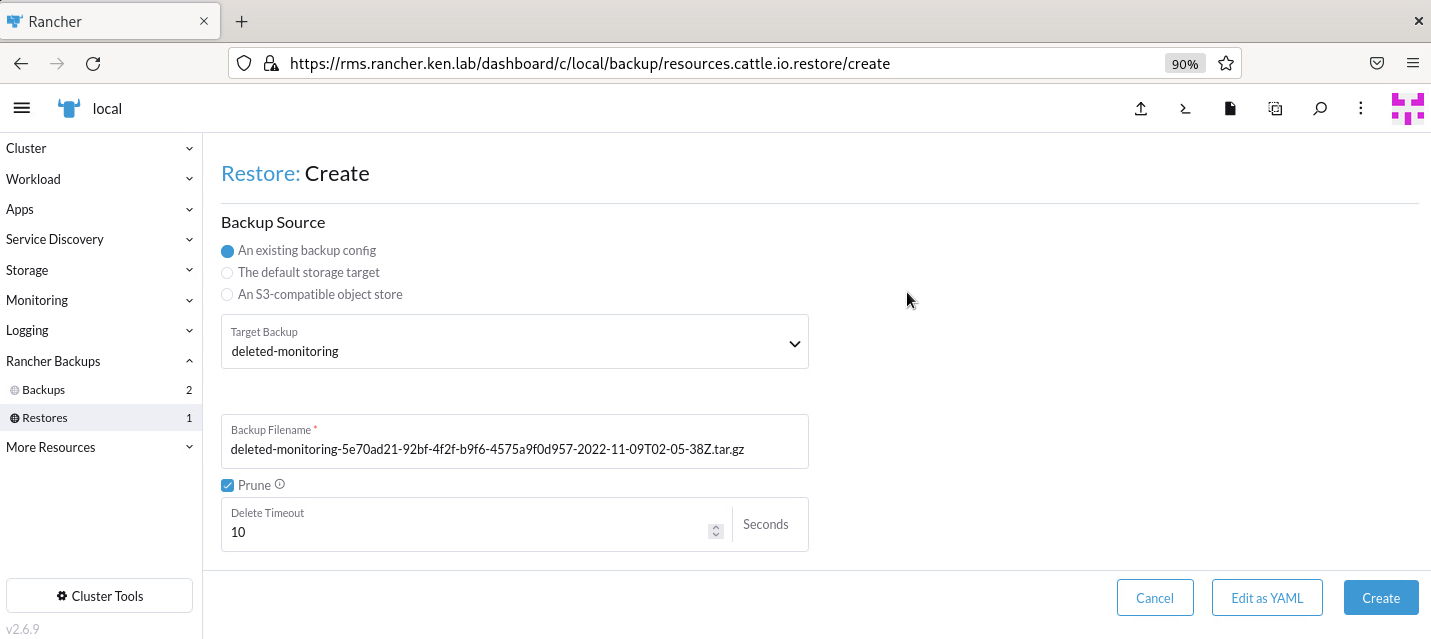 Rancher
https://rms.rancher.ken.lab/dashboard/c/local/backup/resources.cattle.io.restore/create
90%
local
Cluster
Workload
Apps
Service Discovery
Storage
Monitoring
Logging
Rancher Backups
Backups 2
Restores 1
More Resources
Cluster Tools
v2.6.9
Restore: Create
Backup Source
An existing backup config
The default storage target
An S3-compatible object store
Target Backup
deleted-monitoring
Backup Filename *
deleted-monitoring-5e70ad21-92bf-4f2f-b9f6-4575a9f0d957-2022-11-09T02-05-38Z.tar.gz
Prune
Delete Timeout
10
Seconds
Cancel
Edit as YAML
Create